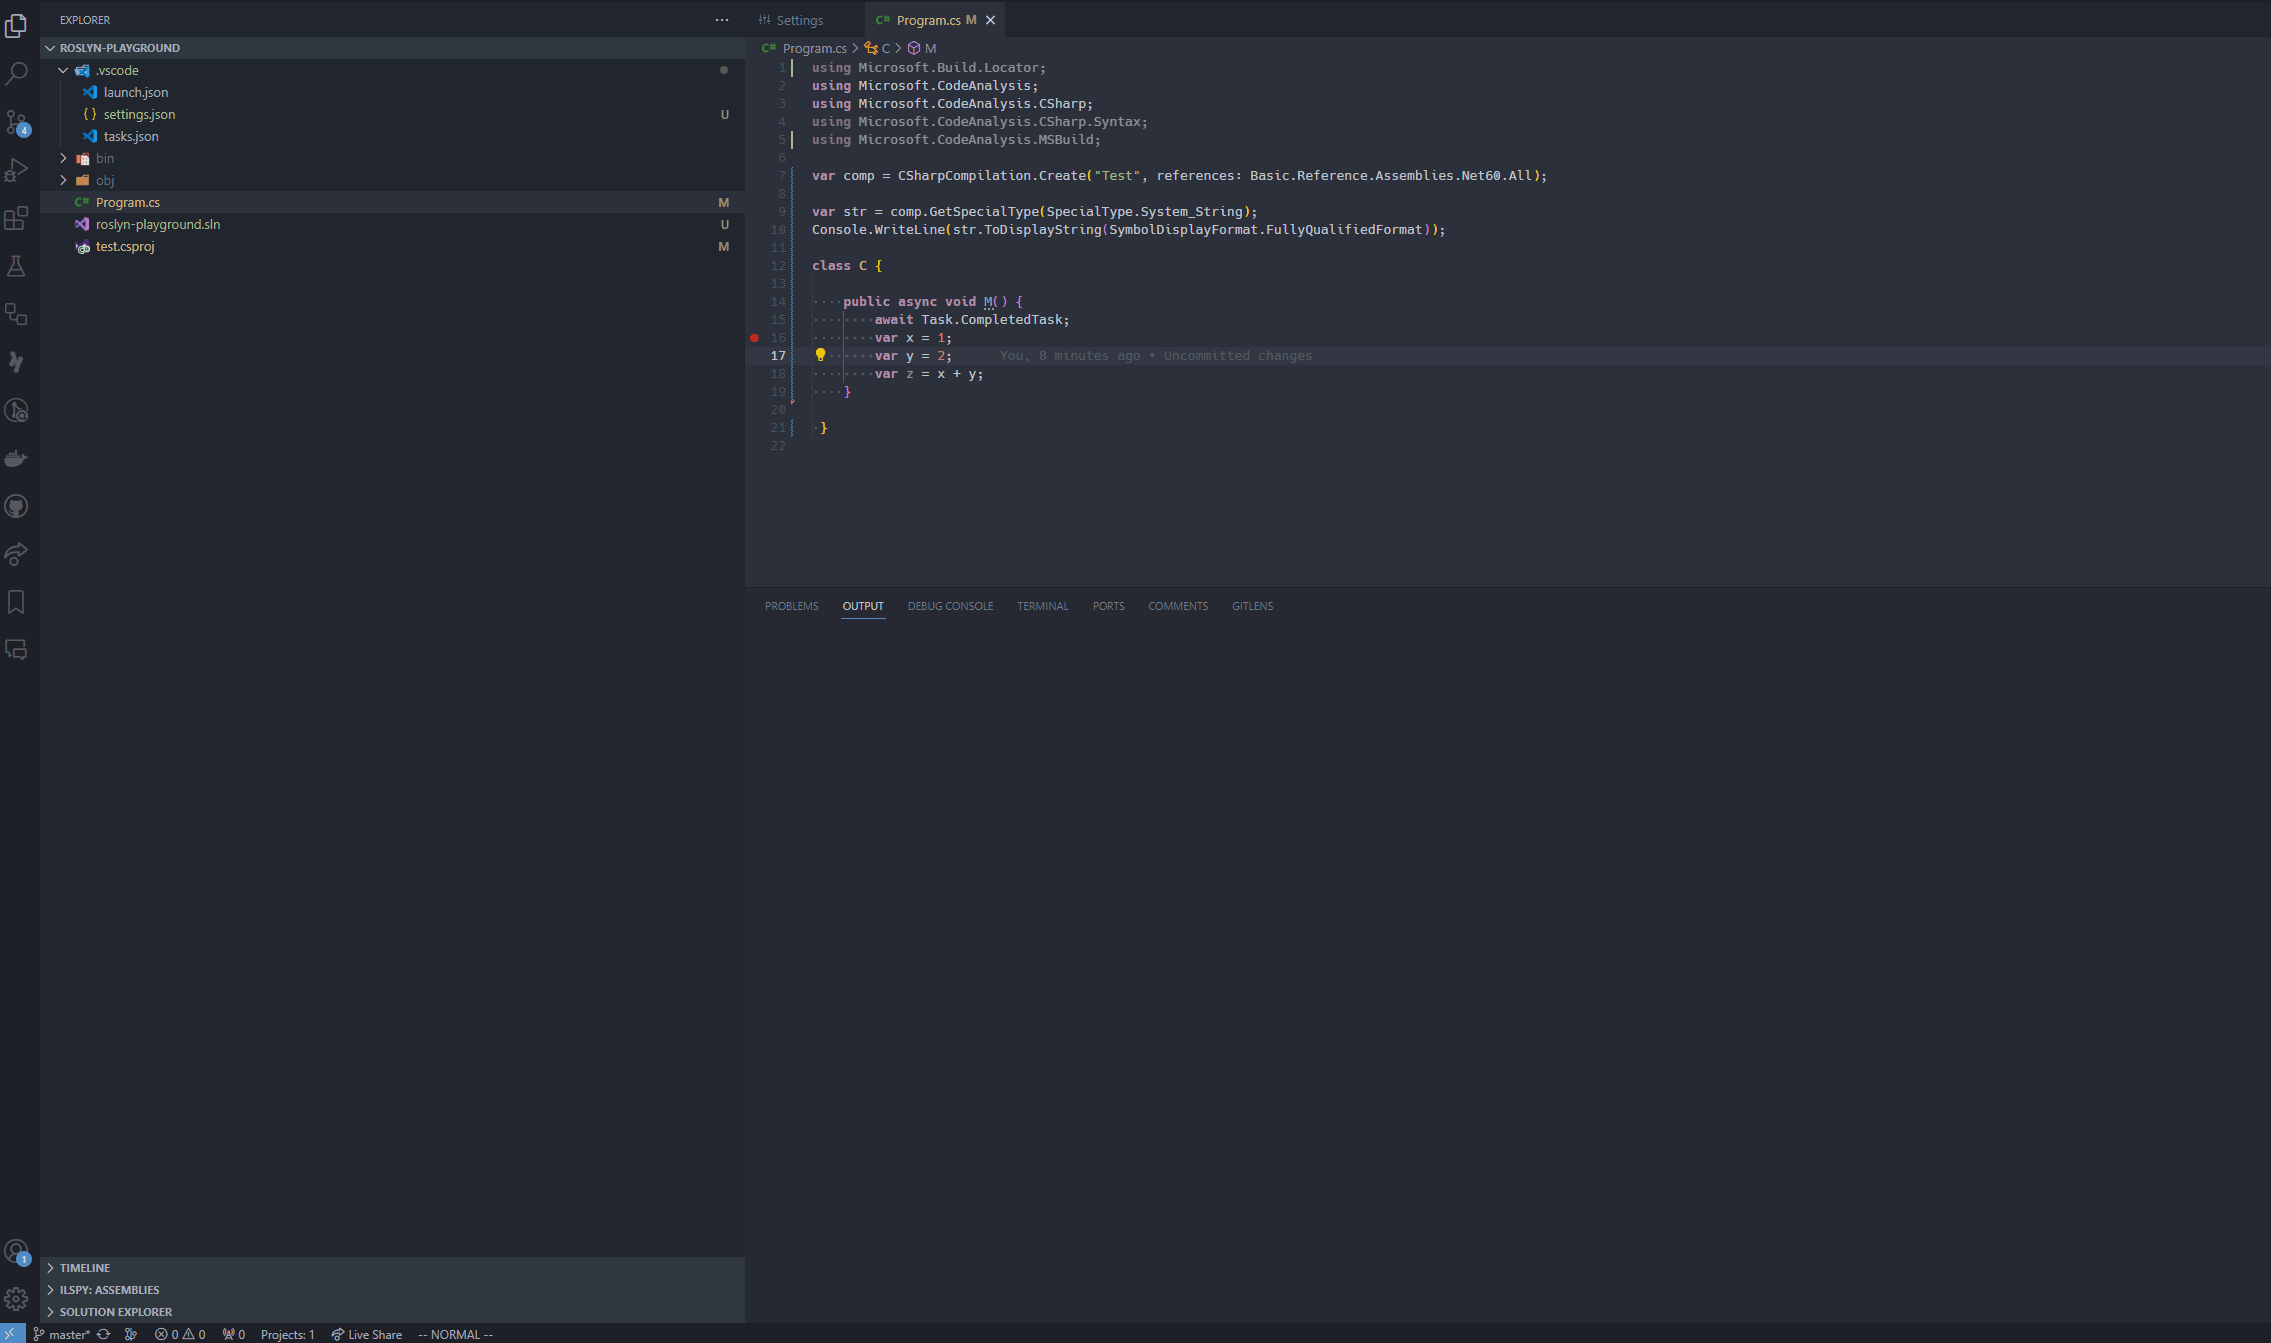 EXPLORER
ROSLYN-PLAYGROUND
.vscode
launch.json
settings.json U
tasks.json
bin
obj
C# Program.cs M
roslyn-playground.sln U
test.csproj M
TIMELINE
ILSPY: ASSEMBLIES
SOLUTION EXPLORER
4
1
Settings
C# Program.cs M
C# Program.cs > C > M
1 using Microsoft.Build.Locator;
2 using Microsoft.CodeAnalysis;
3 using Microsoft.CodeAnalysis.CSharp;
4 using Microsoft.CodeAnalysis.CSharp.Syntax;
5 using Microsoft.CodeAnalysis.MSBuild;
6
7 var comp = CSharpCompilation.Create("Test", references: Basic.Reference.Assemblies.Net60.All);
8
9 var str = comp.GetSpecialType(SpecialType.System_String);
10 Console.WriteLine(str.ToDisplayString(SymbolDisplayFormat.FullyQualifiedFormat));
11
12 class C {
13
14 public async void M() {
15 await Task.CompletedTask;
16 var x = 1;
17 var y = 2; You, 8 minutes ago • Uncommitted changes
18 var z = x + y;
19 }
20
21 }
22
PROBLEMS OUTPUT DEBUG CONSOLE TERMINAL PORTS COMMENTS GITLENS
master* 0 0 0 Projects: 1 Live Share -- NORMAL --